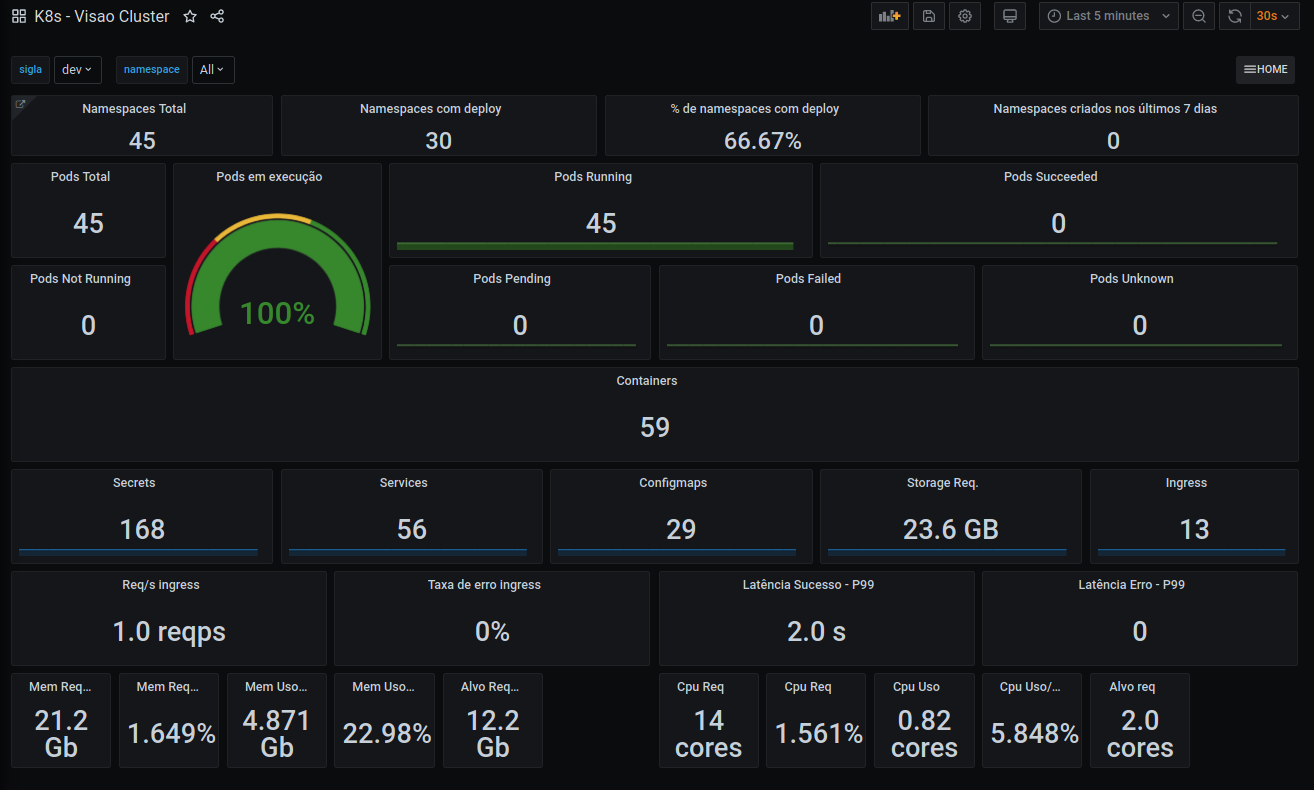 K8s - Visao Cluster
Last 5 minutes
30s
sigla
dev
namespace
All
HOME
Namespaces Total
45
Namespaces com deploy
30
% de namespaces com deploy
66.67%
Namespaces criados nos últimos 7 dias
0
Pods Total
45
Pods em execução
100%
Pods Running
45
Pods Succeeded
0
Pods Not Running
0
Pods Pending
0
Pods Failed
0
Pods Unknown
0
Containers
59
Secrets
168
Services
56
Configmaps
29
Storage Req.
23.6 GB
Ingress
13
Req/s ingress
1.0 reqps
Taxa de erro ingress
0%
Latência Sucesso - P99
2.0 s
Latência Erro - P99
0
Mem Req...
21.2
Gb
Mem Req...
1.649%
Mem Uso...
4.871
Gb
Mem Uso...
22.98%
Alvo Req...
12.2
Gb
Cpu Req
14
cores
Cpu Req
1.561%
Cpu Uso
0.82
cores
Cpu Uso/...
5.848%
Alvo req
2.0
cores